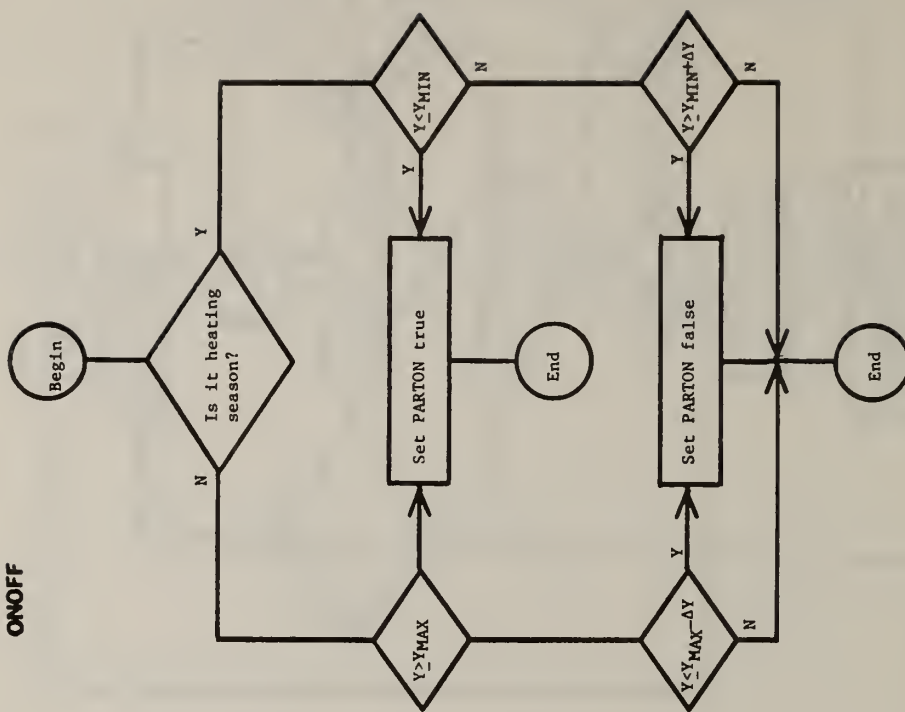 ONOFF
Begin
Is it heating
season?
N
Y
Y≥YMAX
Y≤YMIN
Y
N
Set PARTON true
End
Y≤YMAX-ΔY
Y≥YMIN+ΔY
Y
Y
N
N
Set PARTON false
End